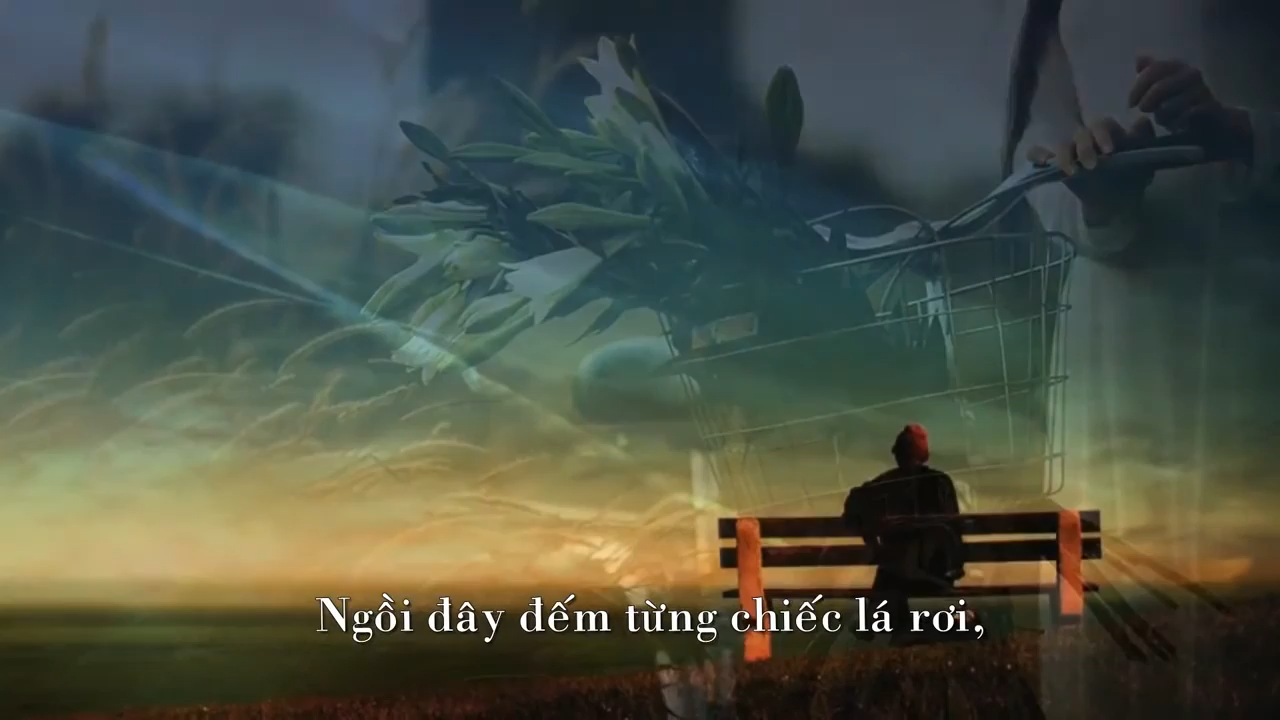 Ngồi đây đếm từng chiếc lá rơi,